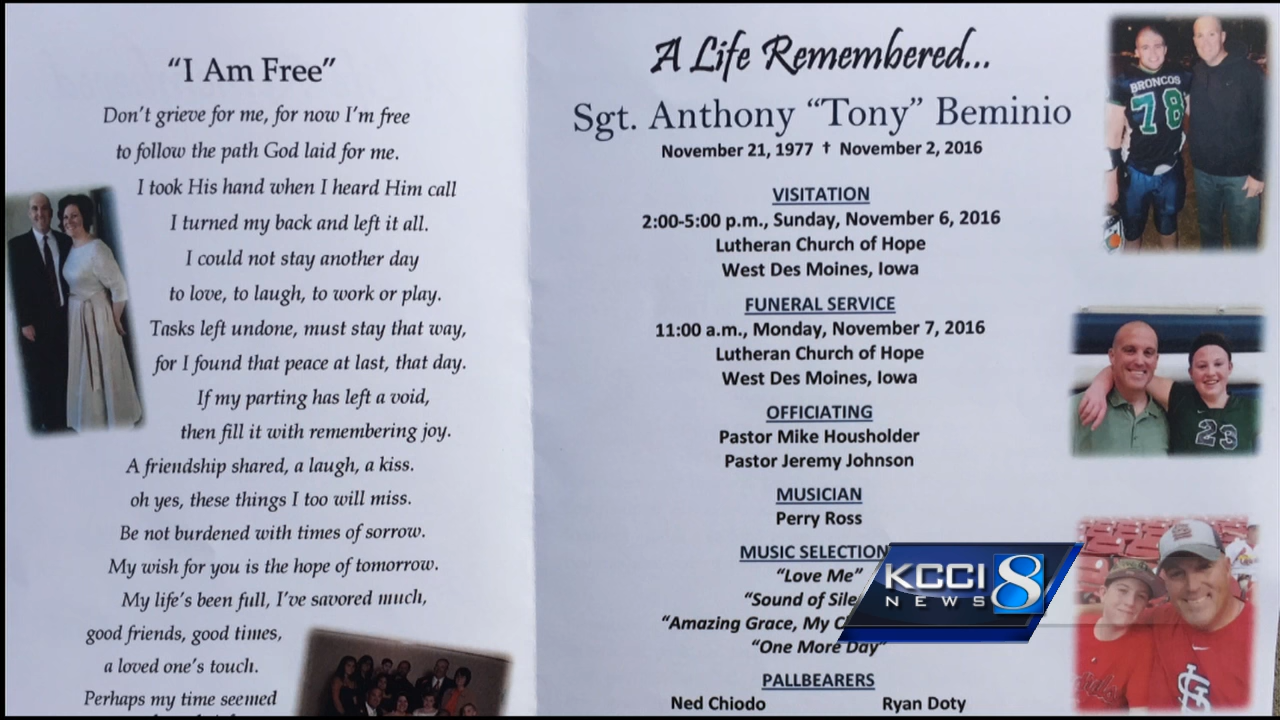 “I Am Free”
Don’t grieve for me, for now I’m free
to follow the path God laid for me.
I took His hand when I heard Him call
I turned my back and left it all.
I could not stay another day
to love, to laugh, to work or play.
Tasks left undone, must stay that way,
for I found that peace at last, that day.
If my parting has left a void,
then fill it with remembering joy.
A friendship shared, a laugh, a kiss.
oh yes, these things I too will miss.
Be not burdened with times of sorrow.
My wish for you is the hope of tomorrow.
My life’s been full, I’ve savored much,
good friends, good times,
a loved one’s touch.
Perhaps my time seemed
A Life Remembered...
Sgt. Anthony “Tony” Beminio
November 21, 1977 † November 2, 2016
VISITATION
2:00-5:00 p.m., Sunday, November 6, 2016
Lutheran Church of Hope
West Des Moines, Iowa
FUNERAL SERVICE
11:00 a.m., Monday, November 7, 2016
Lutheran Church of Hope
West Des Moines, Iowa
OFFICIATING
Pastor Mike Housholder
Pastor Jeremy Johnson
MUSICIAN
Perry Ross
MUSIC SELECTION
“Love Me”
“Sound of Sile
“Amazing Grace, My C
“One More Day”
PALLBEARERS
Ned Chiodo Ryan Doty
BRONCOS
78
23
KCCI 8
NEWS